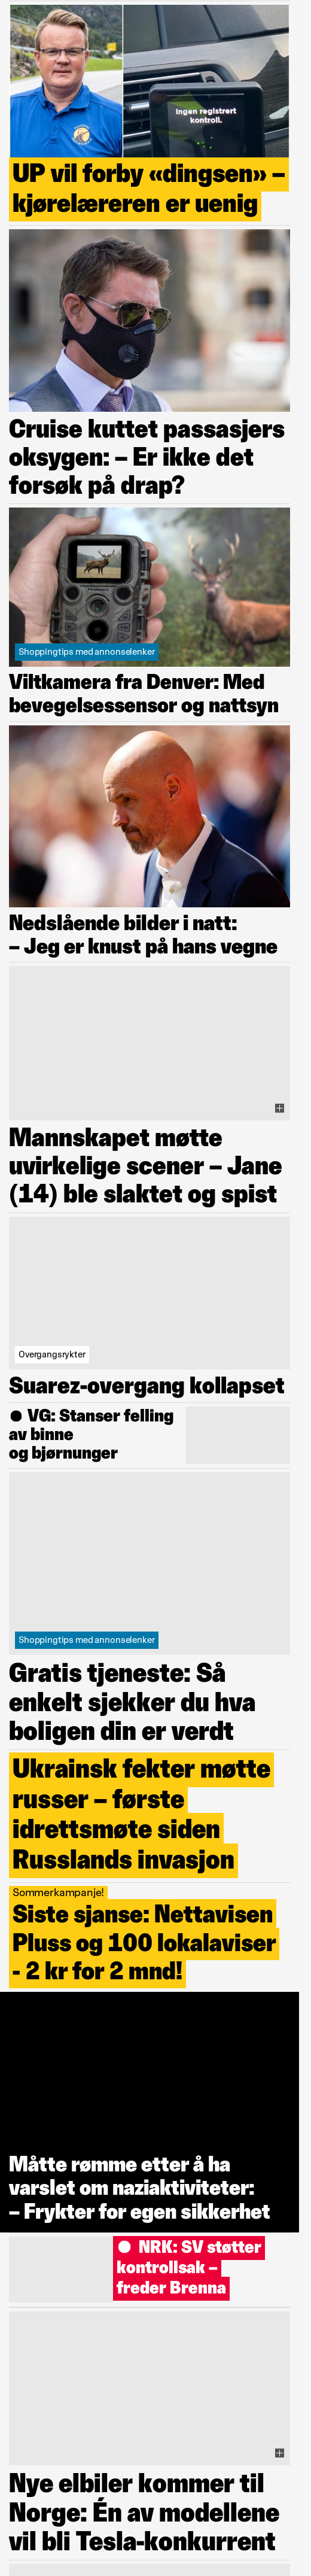 Ingen registrert
kontroll.
UP vil forby «dingsen» –
kjørelæreren er uenig
Cruise kuttet passasjers
oksygen: – Er ikke det
forsøk på drap?
Shoppingtips med annonselenker
Viltkamera fra Denver: Med
bevegelsessensor og nattsyn
Nedslående bilder i natt:
– Jeg er knust på hans vegne
Mannskapet møtte
uvirkelige scener – Jane
(14) ble slaktet og spist
Overgangsrykter
Suarez-overgang kollapset
● VG: Stanser felling
av binne
og bjørnunger
Shoppingtips med annonselenker
Gratis tjeneste: Så
enkelt sjekker du hva
boligen din er verdt
Ukrainsk fekter møtte
russer – første
idrettsmøte siden
Russlands invasjon
Sommerkampanje!
Siste sjanse: Nettavisen
Pluss og 100 lokalaviser
- 2 kr for 2 mnd!
Måtte rømme etter å ha
varslet om naziaktiviteter:
– Frykter for egen sikkerhet
● NRK: SV støtter
kontrollsak –
freder Brenna
Nye elbiler kommer til
Norge: Én av modellene
vil bli Tesla-konkurrent